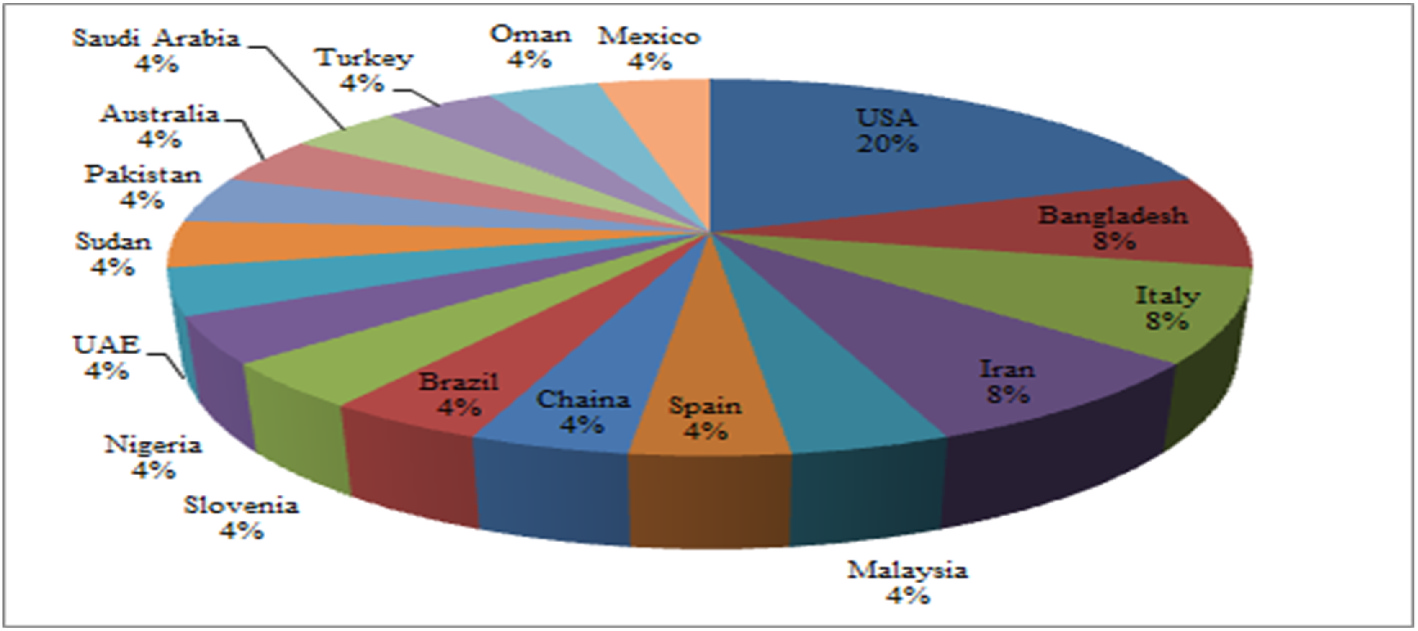 USA
20%
Bangladesh
8%
Italy
8%
Iran
8%
Malaysia
4%
Spain
4%
Chaina
4%
Brazil
4%
Slovenia
4%
Nigeria
4%
UAE
4%
Sudan
4%
Pakistan
4%
Australia
4%
Saudi Arabia
4%
Turkey
4%
Oman
4%
Mexico
4%